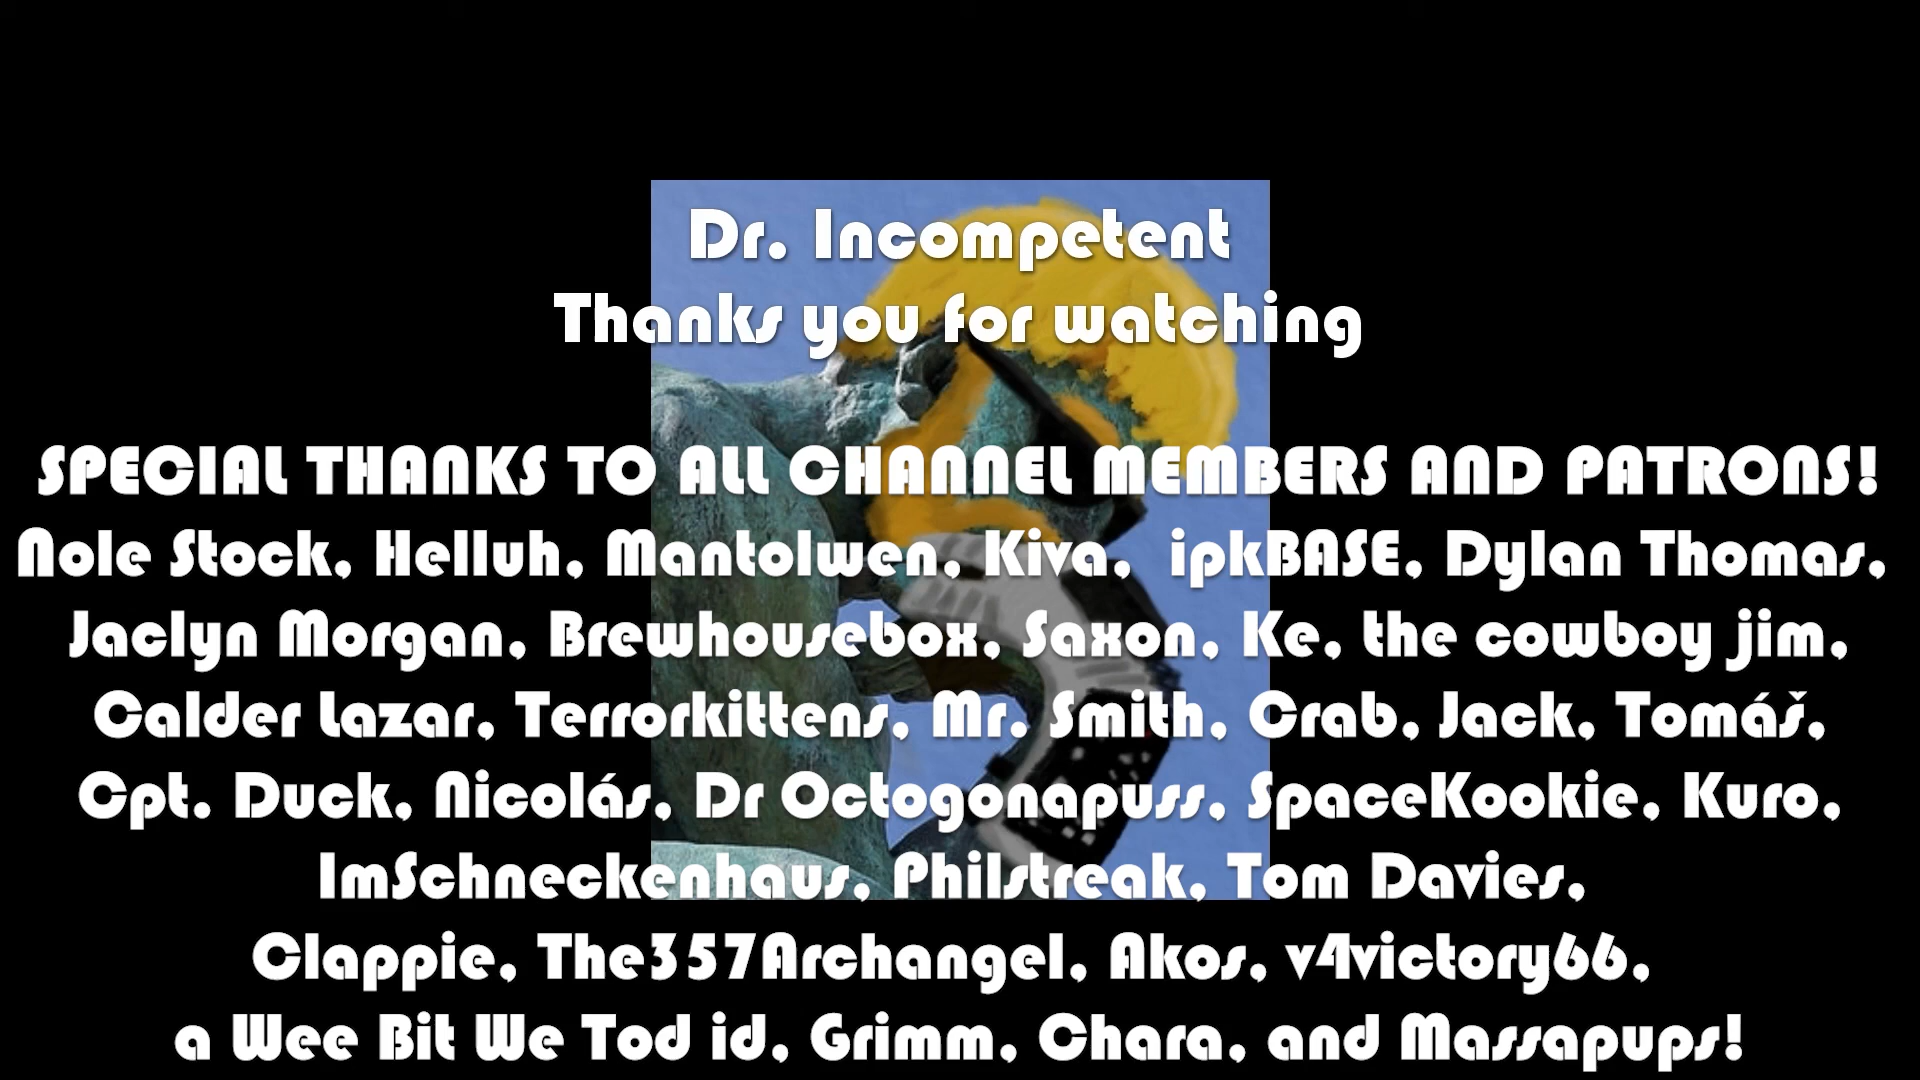 Dr. Incompetent
Thanks you for watching
SPECIAL THANKS TO ALL CHANNEL MEMBERS AND PATRONS!
Nole Stock, Helluh, Mantolwen, Kiva, ipkBASE, Dylan Thomas,
Jaclyn Morgan, Brewhousebox, Saxon, Ke, the cowboy jim,
Calder Lazar, Terrorkittens, Mr. Smith, Crab, Jack, Tomáš,
Cpt. Duck, Nicolás, Dr Octogonapuss, SpaceKookie, Kuro,
ImSchneckenhaus, Philstreak, Tom Davies,
Clappie, The357Archangel, Akos, v4victory66,
a Wee Bit We Tod id, Grimm, Chara, and Massapups!